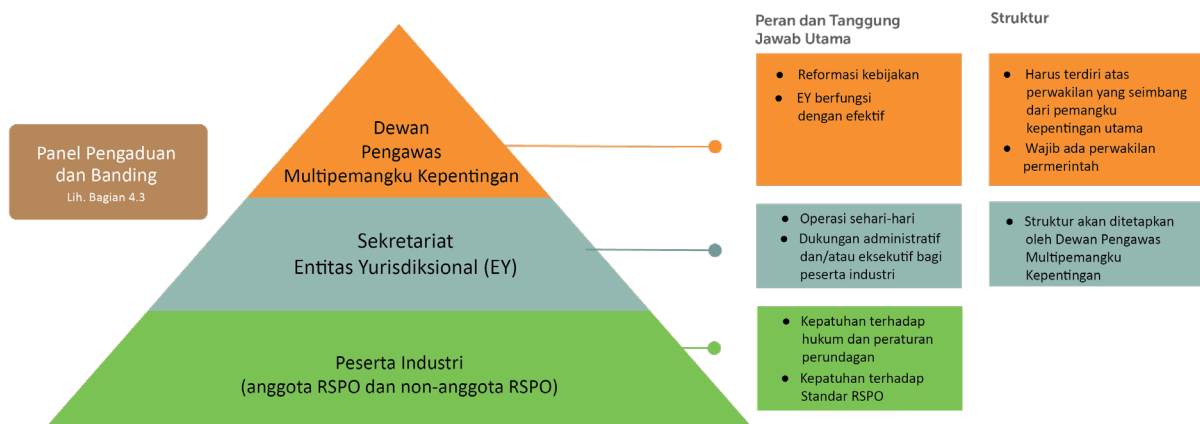 Peran dan Tanggung
Jawab Utama
Struktur
Panel Pengaduan
dan Banding
Lih. Bagian 4.3
Dewan
Pengawas
Multipemangku Kepentingan
● Reformasi kebijakan
● EY berfungsi
dengan efektif
● Harus terdiri atas
perwakilan yang seimbang
dari pemangku
kepentingan utama
● Wajib ada perwakilan
permerintah
Sekretariat
Entitas Yurisdiksional (EY)
● Operasi sehari-hari
● Dukungan administratif
dan/atau eksekutif bagi
peserta industri
● Struktur akan ditetapkan
oleh Dewan Pengawas
Multipemangku
Kepentingan
Peserta Industri
(anggota RSPO dan non-anggota RSPO)
● Kepatuhan terhadap
hukum dan peraturan
perundagan
● Kepatuhan terhadap
Standar RSPO